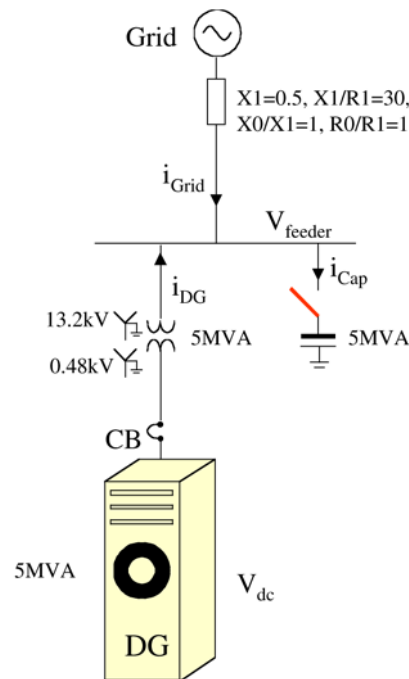 Grid
X1=0.5, X1/R1=30,
X0/X1=1, R0/R1=1
iGrid
Vfeeder
iDG
iCap
13.2kV
5MVA
5MVA
0.48kV
CB
5MVA
Vdc
DG